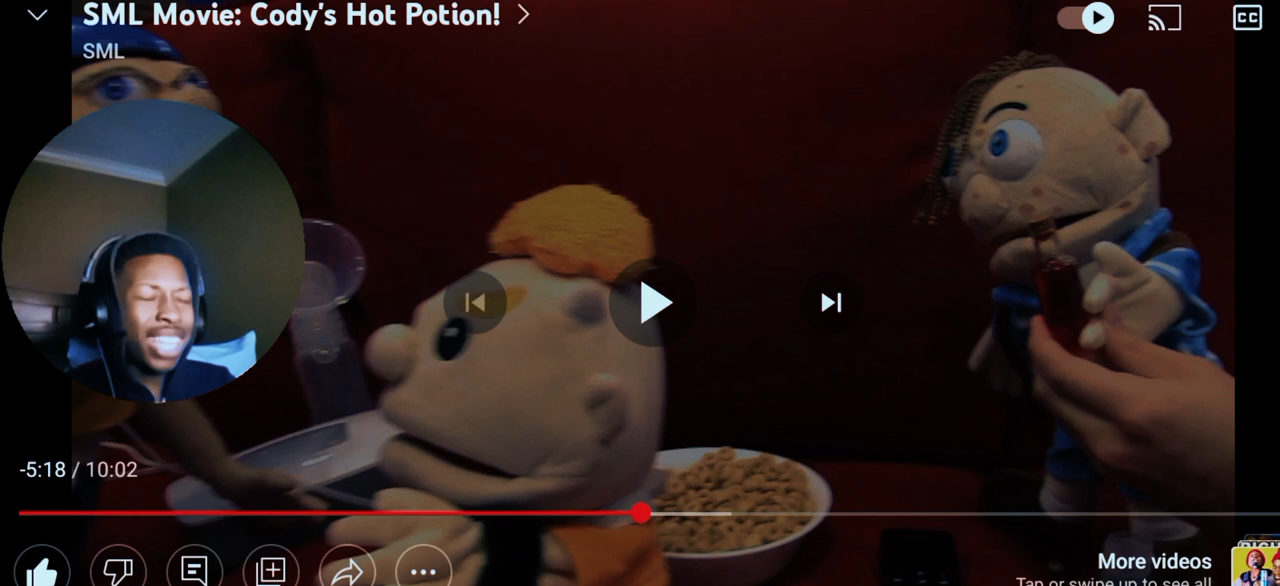 SML Movie: Cody's Hot Potion!
SML
CC
-5:18 / 10:02
More videos
Tap or swipe up to see all